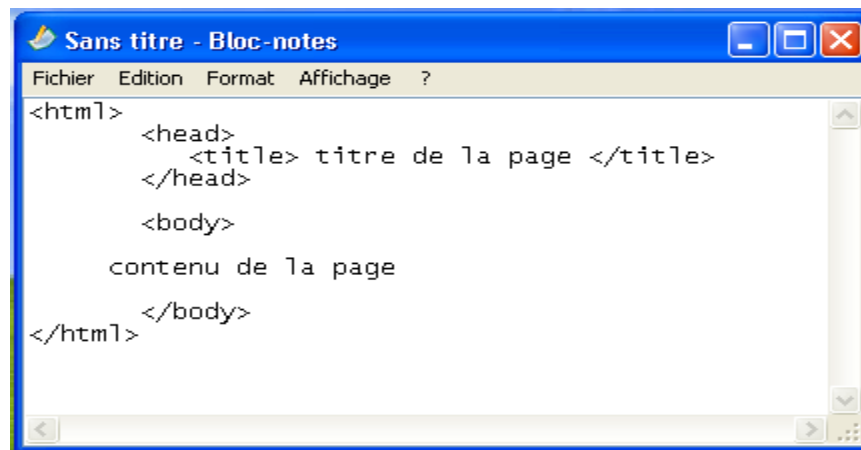 Sans titre - Bloc-notes
Fichier Edition Format Affichage ?
<html>
<head>
<title> titre de la page </title>
</head>
<body>
contenu de la page
</body>
</html>